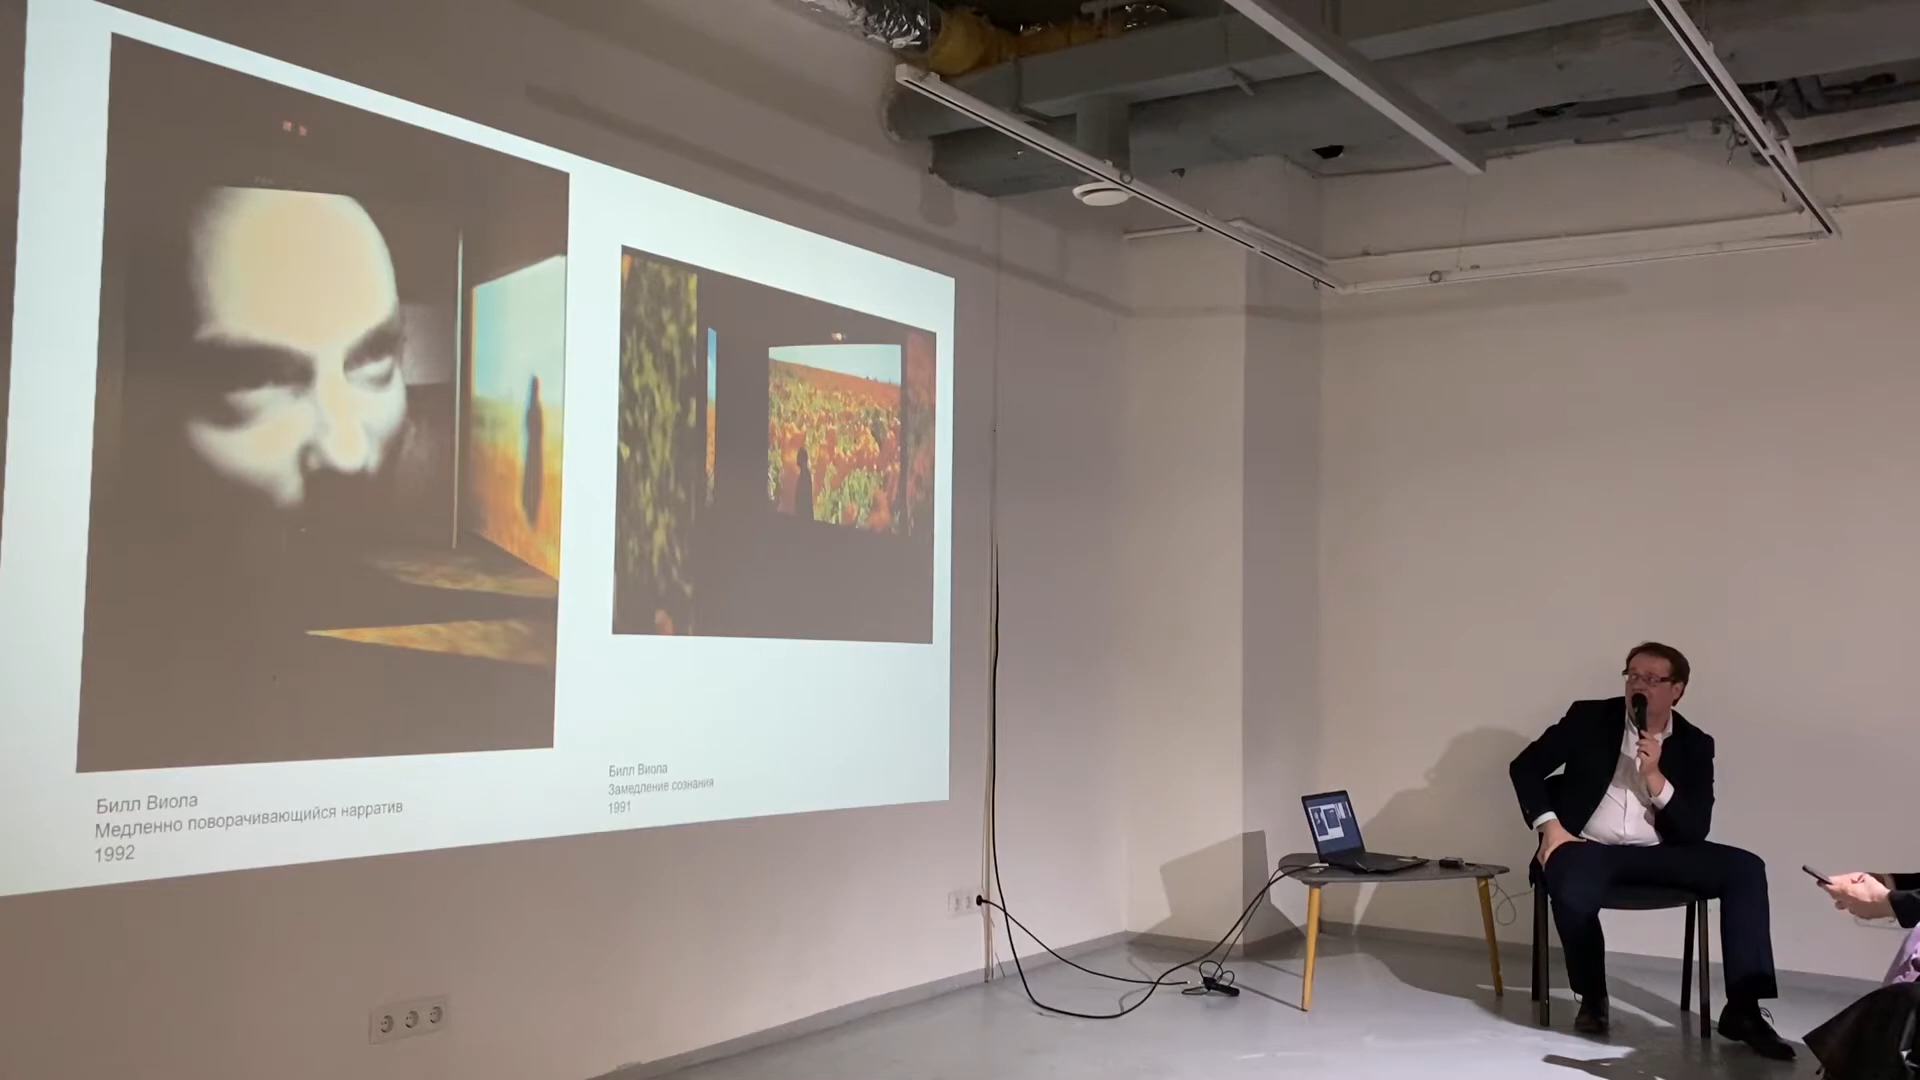 Билл Виола
Медленно поворачивающийся нарратив
1992
Билл Виола
Замедление сознания
1991